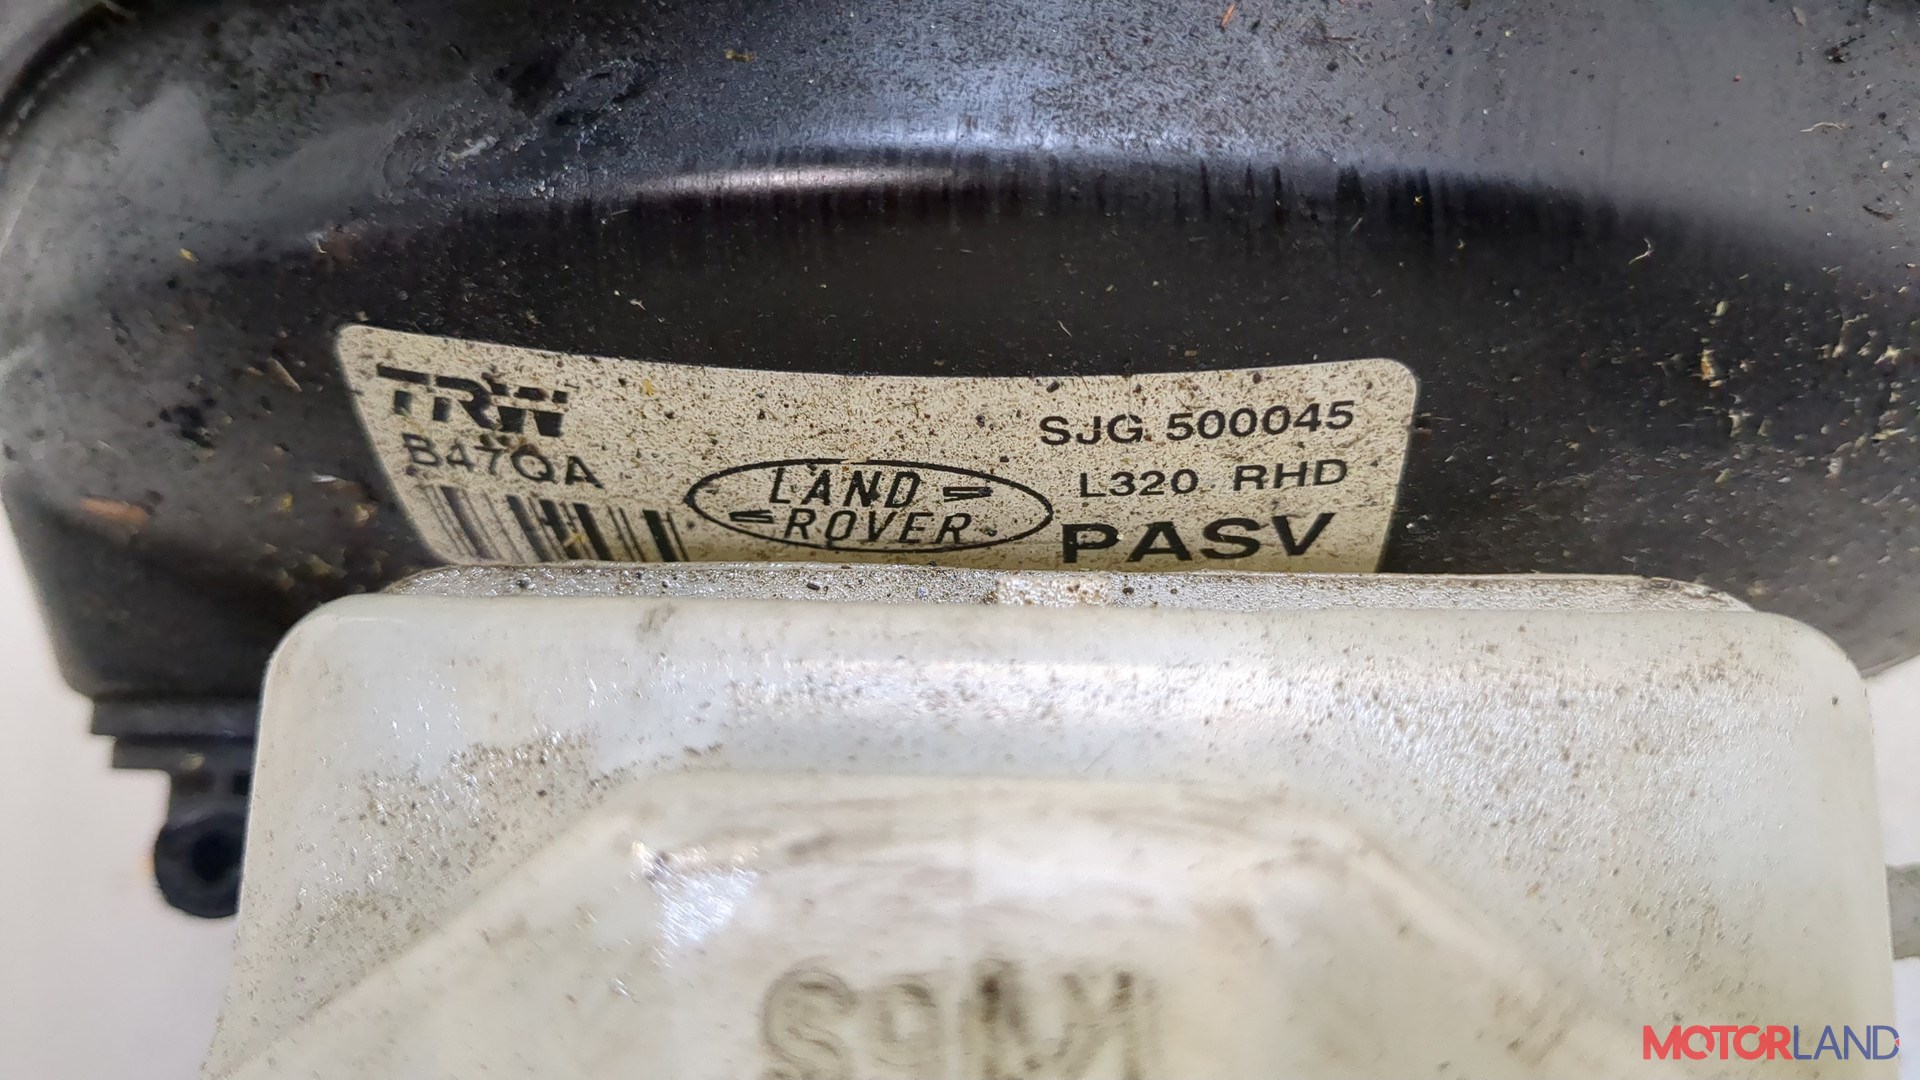 TRW
B47QA
LAND
ROVER
SJG 500045
L320 RHD
PASV
MOTORLAND